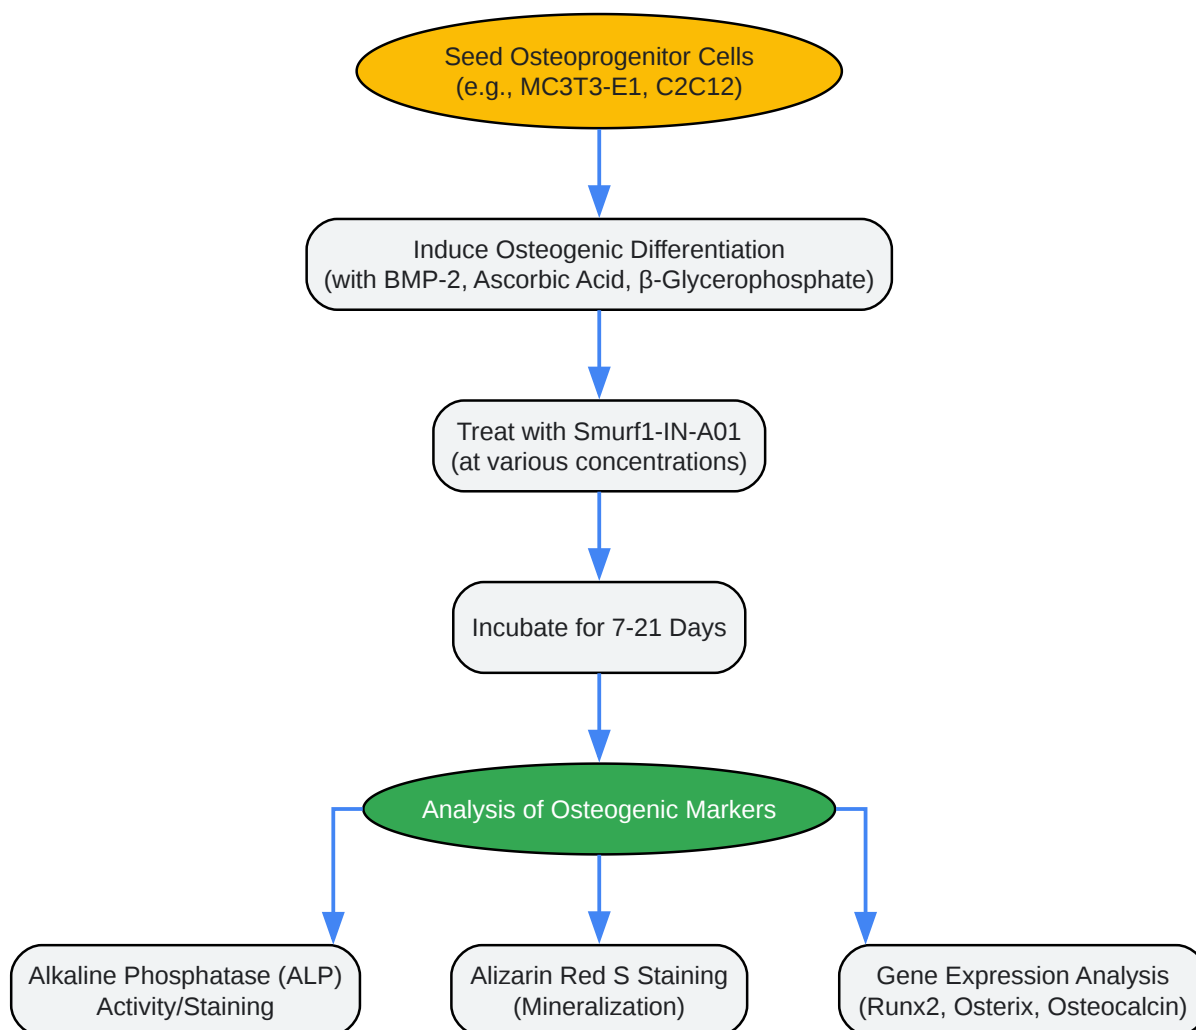 Seed Osteoprogenitor Cells
(e.g., MC3T3-E1, C2C12)
Induce Osteogenic Differentiation
(with BMP-2, Ascorbic Acid, β-Glycerophosphate)
Treat with Smurf1-IN-A01
(at various concentrations)
Incubate for 7-21 Days
Analysis of Osteogenic Markers
Alkaline Phosphatase (ALP)
Activity/Staining
Alizarin Red S Staining
(Mineralization)
Gene Expression Analysis
(Runx2, Osterix, Osteocalcin)